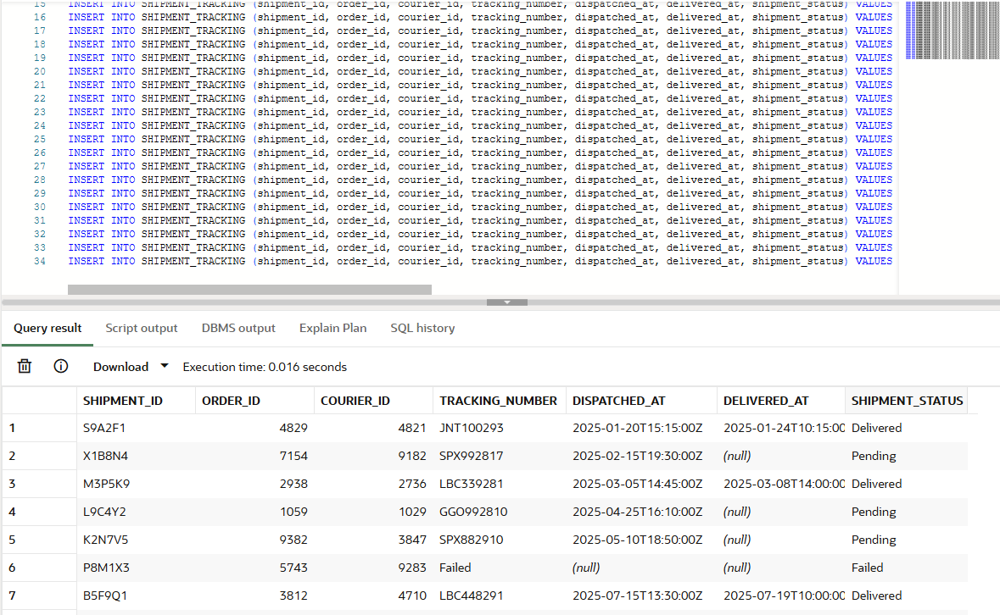 15 INSERT INTO SHIPMENT_TRACKING (shipment_id, order_id, courier_id, tracking_number, dispatched_at, delivered_at, shipment_status) VALUES
16 INSERT INTO SHIPMENT_TRACKING (shipment_id, order_id, courier_id, tracking_number, dispatched_at, delivered_at, shipment_status) VALUES
17 INSERT INTO SHIPMENT_TRACKING (shipment_id, order_id, courier_id, tracking_number, dispatched_at, delivered_at, shipment_status) VALUES
18 INSERT INTO SHIPMENT_TRACKING (shipment_id, order_id, courier_id, tracking_number, dispatched_at, delivered_at, shipment_status) VALUES
19 INSERT INTO SHIPMENT_TRACKING (shipment_id, order_id, courier_id, tracking_number, dispatched_at, delivered_at, shipment_status) VALUES
20 INSERT INTO SHIPMENT_TRACKING (shipment_id, order_id, courier_id, tracking_number, dispatched_at, delivered_at, shipment_status) VALUES
21 INSERT INTO SHIPMENT_TRACKING (shipment_id, order_id, courier_id, tracking_number, dispatched_at, delivered_at, shipment_status) VALUES
22 INSERT INTO SHIPMENT_TRACKING (shipment_id, order_id, courier_id, tracking_number, dispatched_at, delivered_at, shipment_status) VALUES
23 INSERT INTO SHIPMENT_TRACKING (shipment_id, order_id, courier_id, tracking_number, dispatched_at, delivered_at, shipment_status) VALUES
24 INSERT INTO SHIPMENT_TRACKING (shipment_id, order_id, courier_id, tracking_number, dispatched_at, delivered_at, shipment_status) VALUES
25 INSERT INTO SHIPMENT_TRACKING (shipment_id, order_id, courier_id, tracking_number, dispatched_at, delivered_at, shipment_status) VALUES
26 INSERT INTO SHIPMENT_TRACKING (shipment_id, order_id, courier_id, tracking_number, dispatched_at, delivered_at, shipment_status) VALUES
27 INSERT INTO SHIPMENT_TRACKING (shipment_id, order_id, courier_id, tracking_number, dispatched_at, delivered_at, shipment_status) VALUES
28 INSERT INTO SHIPMENT_TRACKING (shipment_id, order_id, courier_id, tracking_number, dispatched_at, delivered_at, shipment_status) VALUES
29 INSERT INTO SHIPMENT_TRACKING (shipment_id, order_id, courier_id, tracking_number, dispatched_at, delivered_at, shipment_status) VALUES
30 INSERT INTO SHIPMENT_TRACKING (shipment_id, order_id, courier_id, tracking_number, dispatched_at, delivered_at, shipment_status) VALUES
31 INSERT INTO SHIPMENT_TRACKING (shipment_id, order_id, courier_id, tracking_number, dispatched_at, delivered_at, shipment_status) VALUES
32 INSERT INTO SHIPMENT_TRACKING (shipment_id, order_id, courier_id, tracking_number, dispatched_at, delivered_at, shipment_status) VALUES
33 INSERT INTO SHIPMENT_TRACKING (shipment_id, order_id, courier_id, tracking_number, dispatched_at, delivered_at, shipment_status) VALUES
34 INSERT INTO SHIPMENT_TRACKING (shipment_id, order_id, courier_id, tracking_number, dispatched_at, delivered_at, shipment_status) VALUES
Query result Script output DBMS output Explain Plan SQL history
Download Execution time: 0.016 seconds
SHIPMENT_ID ORDER_ID COURIER_ID TRACKING_NUMBER DISPATCHED_AT DELIVERED_AT SHIPMENT_STATUS
1 S9A2F1 4829 4821 JNT100293 2025-01-20T15:15:00Z 2025-01-24T10:15:00 Delivered
2 X1B8N4 7154 9182 SPX992817 2025-02-15T19:30:00Z (null) Pending
3 M3P5K9 2938 2736 LBC339281 2025-03-05T14:45:00Z 2025-03-08T14:00:00 Delivered
4 L9C4Y2 1059 1029 GGO992810 2025-04-25T16:10:00Z (null) Pending
5 K2N7V5 9382 3847 SPX882910 2025-05-10T18:50:00Z (null) Pending
6 P8M1X3 5743 9283 Failed (null) (null) Failed
7 B5F9Q1 3812 4710 LBC448291 2025-07-15T13:30:00Z 2025-07-19T10:00:00 Delivered